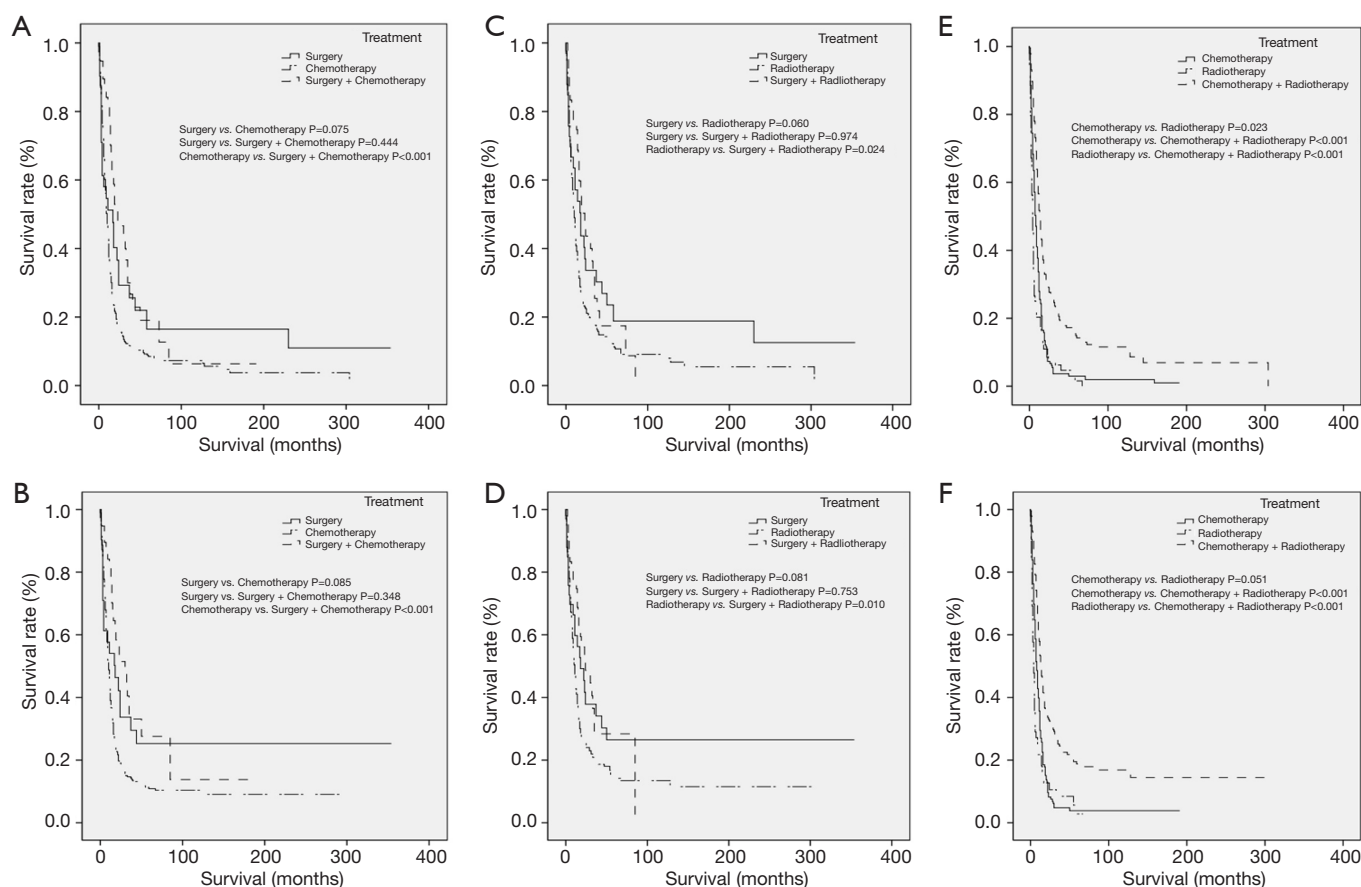 A
Treatment
Surgery
Chemotherapy
Surgery + Chemotherapy
Surgery vs. Chemotherapy P=0.075
Surgery vs. Surgery + Chemotherapy P=0.444
Chemotherapy vs. Surgery + Chemotherapy P<0.001
Survival rate (%)
1.0
0.8
0.6
0.4
0.2
0.0
0 100 200 300 400
Survival (months)
C
Treatment
Surgery
Radiotherapy
Surgery + Radliotherapy
Surgery vs. Radiotherapy P=0.060
Surgery vs. Surgery + Radiotherapy P=0.974
Radiotherapy vs. Surgery + Radiotherapy P=0.024
Survival rate (%)
1.0
0.8
0.6
0.4
0.2
0.0
0 100 200 300 400
Survival (months)
E
Treatment
Chemotherapy
Radiotherapy
Chemotherapy + Radiotherapy
Chemotherapy vs. Radiotherapy P=0.023
Chemotherapy vs. Chemotherapy + Radiotherapy P<0.001
Radiotherapy vs. Chemotherapy + Radiotherapy P<0.001
Survival rate (%)
1.0
0.8
0.6
0.4
0.2
0.0
0 100 200 300 400
Survival (months)
B
Treatment
Surgery
Chemotherapy
Surgery + Chemotherapy
Surgery vs. Chemotherapy P=0.085
Surgery vs. Surgery + Chemotherapy P=0.348
Chemotherapy vs. Surgery + Chemotherapy P<0.001
Survival rate (%)
1.0
0.8
0.6
0.4
0.2
0.0
0 100 200 300 400
Survival (months)
D
Treatment
Surgery
Radiotherapy
Surgery + Radliotherapy
Surgery vs. Radiotherapy P=0.081
Surgery vs. Surgery + Radiotherapy P=0.753
Radiotherapy vs. Surgery + Radiotherapy P=0.010
Survival rate (%)
1.0
0.8
0.6
0.4
0.2
0.0
0 100 200 300 400
Survival (months)
F
Treatment
Chemotherapy
Radiotherapy
Chemotherapy + Radiotherapy
Chemotherapy vs. Radiotherapy P=0.051
Chemotherapy vs. Chemotherapy + Radiotherapy P<0.001
Radiotherapy vs. Chemotherapy + Radiotherapy P<0.001
Survival rate (%)
1.0
0.8
0.6
0.4
0.2
0.0
0 100 200 300 400
Survival (months)